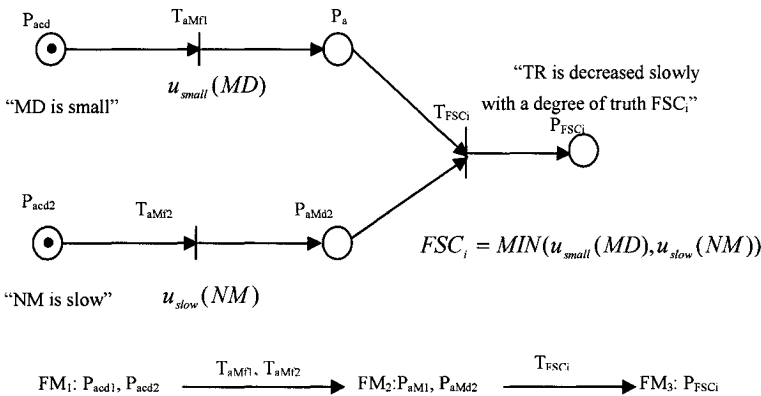 P_acd T_aMf1 P_a
u_small(MD)
"MD is small"
"TR is decreased slowly
with a degree of truth FSC_i"
T_FSCi
P_FSCi
P_acd2 T_aMf2 P_aMd2
u_slow(NM)
"NM is slow"
FSC_i = MIN(u_small(MD),u_slow(NM))
T_aMf1, T_aMf2 T_FSCi
FM_1: P_acd1, P_acd2 FM_2:P_aM1, P_aMd2 FM_3: P_FSCi